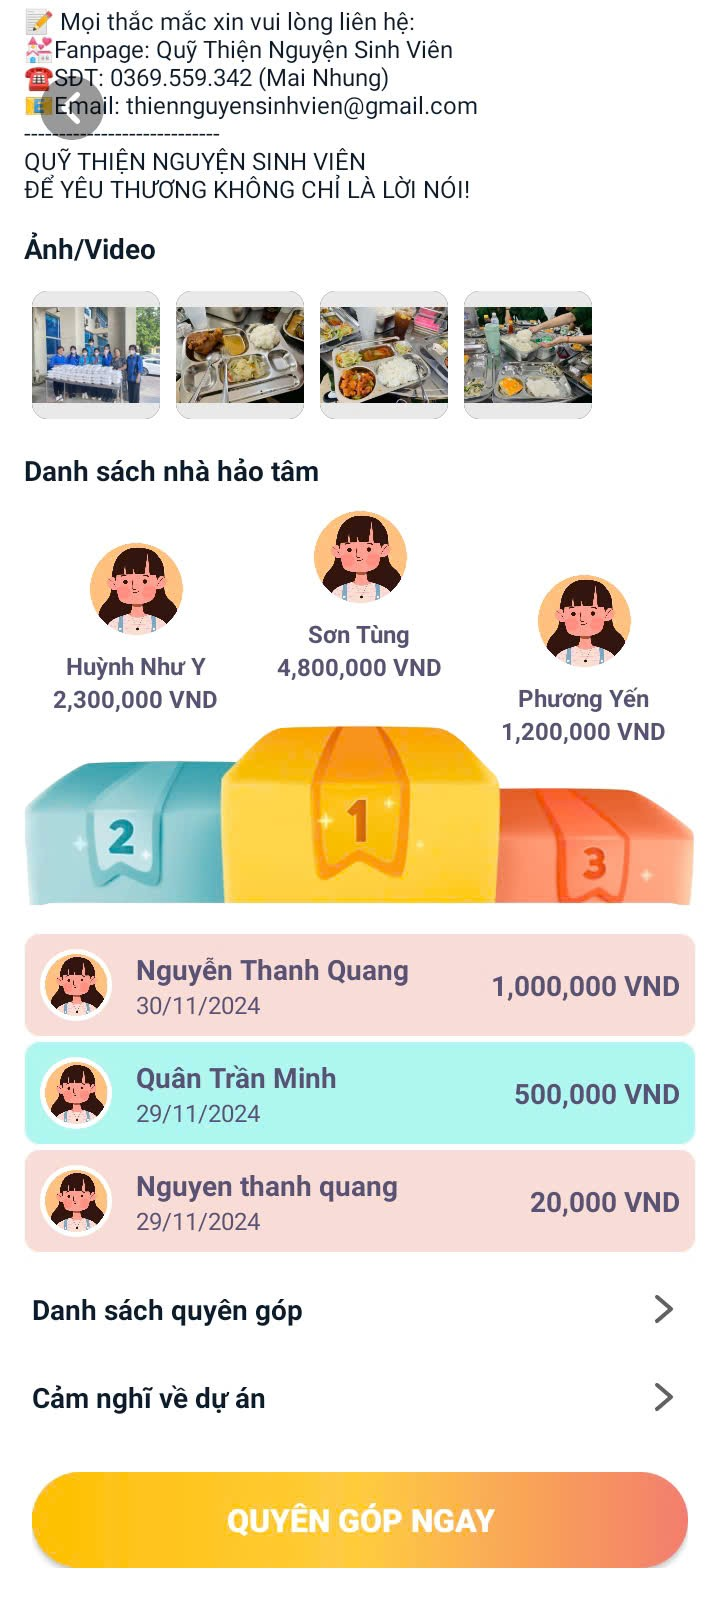 📝 Mọi thắc mắc xin vui lòng liên hệ:
💒Fanpage: Quỹ Thiện Nguyện Sinh Viên
☎️SĐT: 0369.559.342 (Mai Nhung)
📧Email: thiennguyensinhvien@gmail.com
----------------------------
QUỸ THIỆN NGUYỆN SINH VIÊN
ĐỂ YÊU THƯƠNG KHÔNG CHỈ LÀ LỜI NÓI!
Ảnh/Video
Danh sách nhà hảo tâm
Sơn Tùng
4,800,000 VND
Huỳnh Như Y
2,300,000 VND
Phương Yến
1,200,000 VND
1
2
3
Nguyễn Thanh Quang
30/11/2024
1,000,000 VND
Quân Trần Minh
29/11/2024
500,000 VND
Nguyen thanh quang
29/11/2024
20,000 VND
Danh sách quyên góp
Cảm nghĩ về dự án
QUYÊN GÓP NGAY